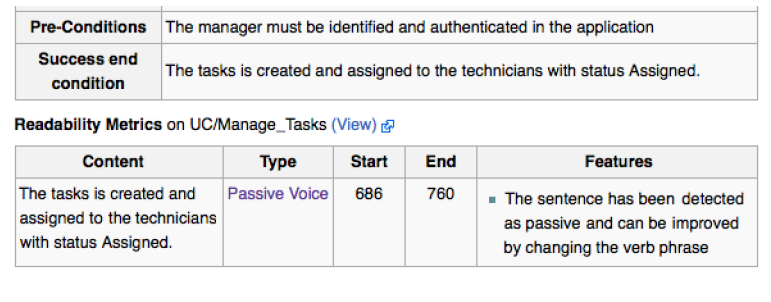 Pre-Conditions The manager must be identified and authenticated in the application
Success end condition The tasks is created and assigned to the technicians with status Assigned.
Readability Metrics on UC/Manage_Tasks (View)
Content Type Start End Features
The tasks is created and Passive Voice 686 760 The sentence has been detected
assigned to the technicians as passive and can be improved
with status Assigned. by changing the verb phrase